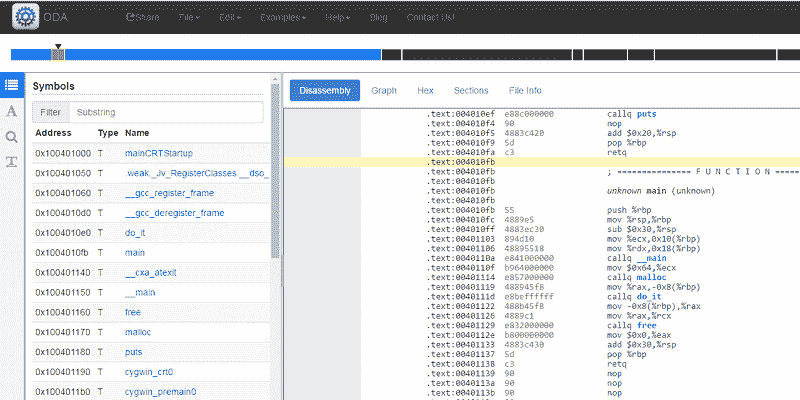 ODA Share File Edit Examples Help Blog Contact Us!
Symbols
Filter Substring
Address Type Name
0x100401000 T mainCRTStartup
0x100401050 T .weak._Jv_RegisterClasses.__dso_
0x100401060 T __gcc_register_frame
0x1004010d0 T __gcc_deregister_frame
0x1004010e0 T do_it
0x1004010fb T main
0x100401140 T __cxa_atexit
0x100401150 T __main
0x100401160 T free
0x100401170 T malloc
0x100401180 T puts
0x100401190 T cygwin_crt0
0x1004011b0 T cygwin_premain0
Disassembly Graph Hex Sections File Info
.text:004010ef e88c000000 callq puts
.text:004010f4 90 nop
.text:004010f5 4883c420 add $0x20,%rsp
.text:004010f9 5d pop %rbp
.text:004010fa c3 retq
.text:004010fb
.text:004010fb ; ============== F U N C T I O N =====
.text:004010fb
.text:004010fb unknown main (unknown)
.text:004010fb
.text:004010fb 55 push %rbp
.text:004010fc 4889e5 mov %rsp,%rbp
.text:004010ff 4883ec30 sub $0x30,%rsp
.text:00401103 894d10 mov %ecx,0x10(%rbp)
.text:00401106 48895518 mov %rdx,0x18(%rbp)
.text:0040110a e841000000 callq __main
.text:0040110f b964000000 mov $0x64,%ecx
.text:00401114 e857000000 callq malloc
.text:00401119 488945f8 mov %rax,-0x8(%rbp)
.text:0040111d e8beffffff callq do_it
.text:00401122 488b45f8 mov -0x8(%rbp),%rax
.text:00401126 4889c1 mov %rax,%rcx
.text:00401129 e832000000 callq free
.text:0040112e b800000000 mov $0x0,%eax
.text:00401133 4883c430 add $0x30,%rsp
.text:00401137 5d pop %rbp
.text:00401138 c3 retq
.text:00401139 90 nop
.text:0040113a 90 nop
.text:0040113b 90 nop